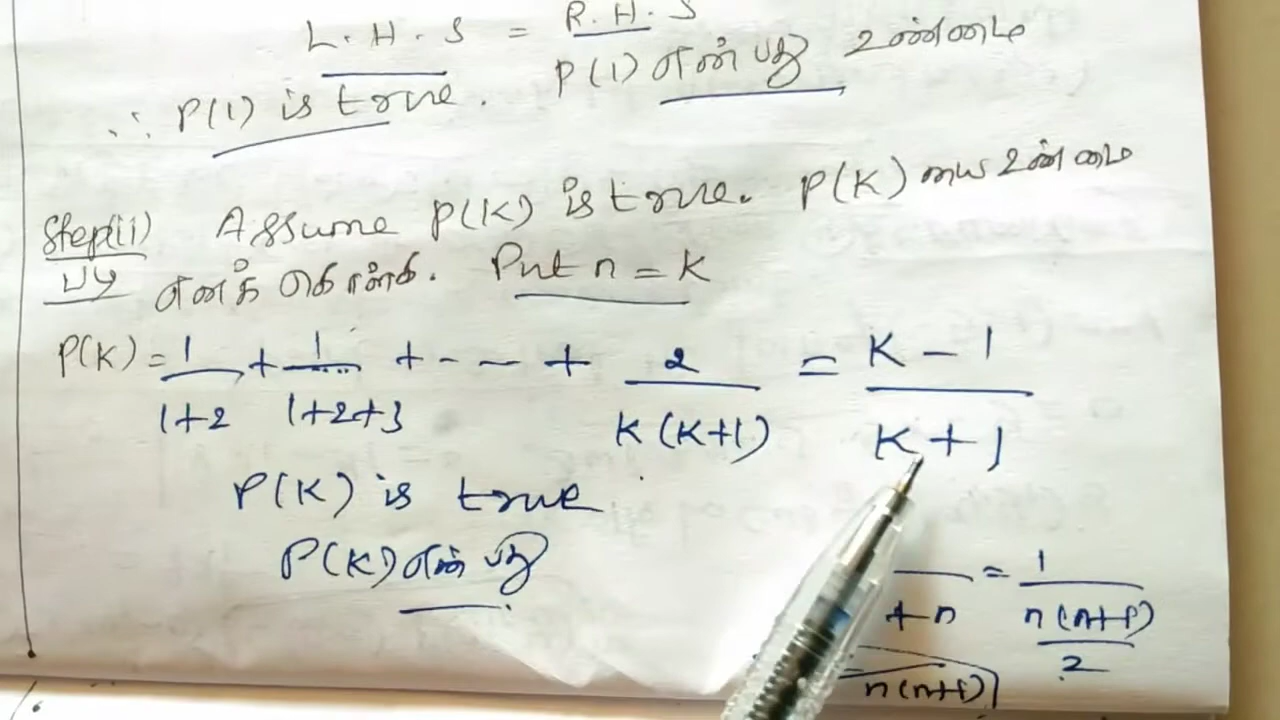 L.H.S = R.H.S
∴ P(1) is true. P(1) என்பது உண்மை
Step(ii) Assume P(K) is true. P(K) யை உண்மை
படி எனக் கொள்க. Put n = K
P(K) = 1/(1+2) + 1/(1+2+3) + - - + 2/(K(K+1)) = (K-1)/(K+1)
P(K) is true
P(K) என்பது
+n = 1/(n(n+1)/2)
n(n+1)